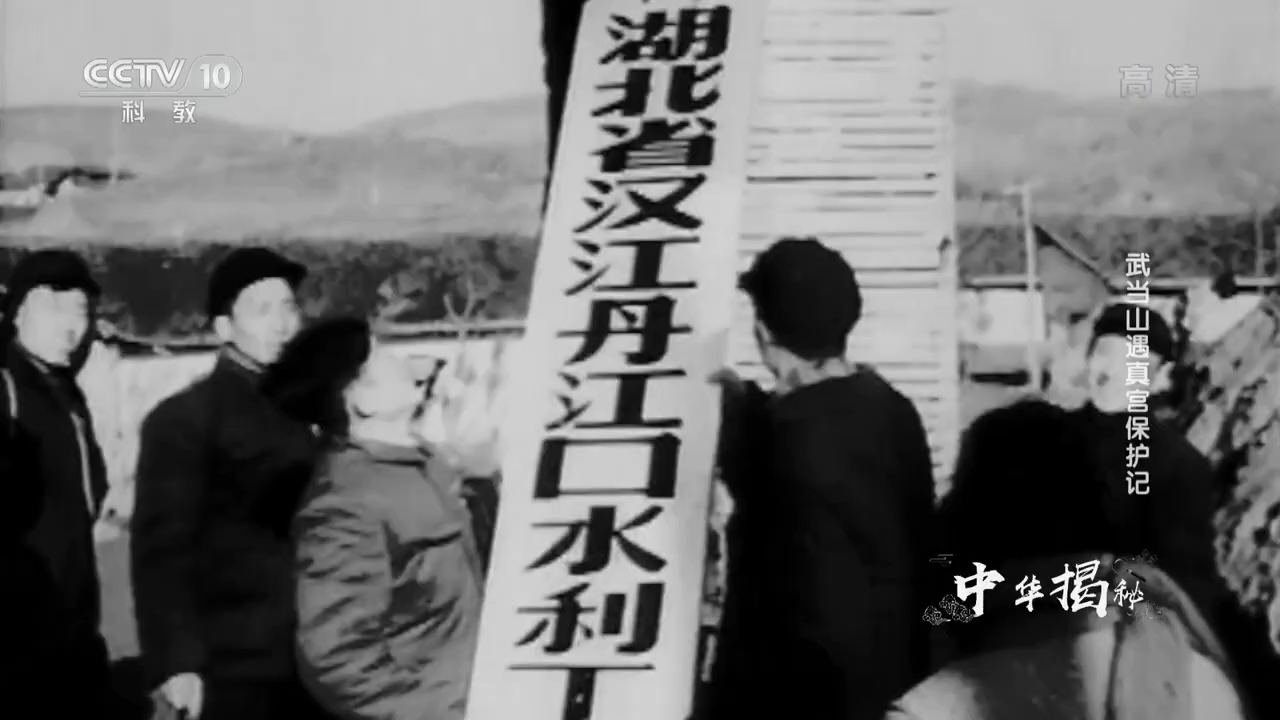 CCTV 10
科教
高清
湖北省汉江丹江口水利
武当山遇真宫保护记
中华揭秘